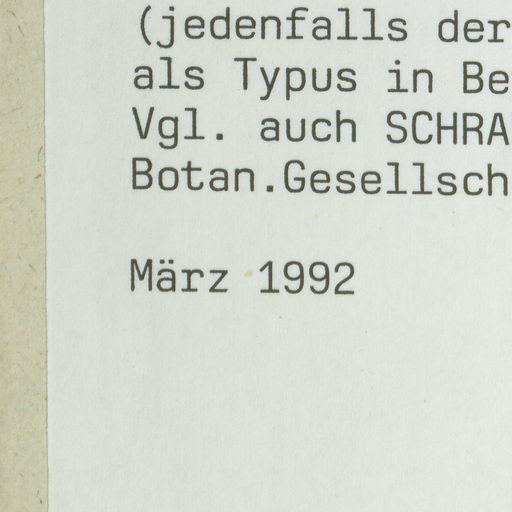 (jedenfalls der
als Typus in Be
Vgl. auch SCHRA
Botan.Gesellsch
März 1992